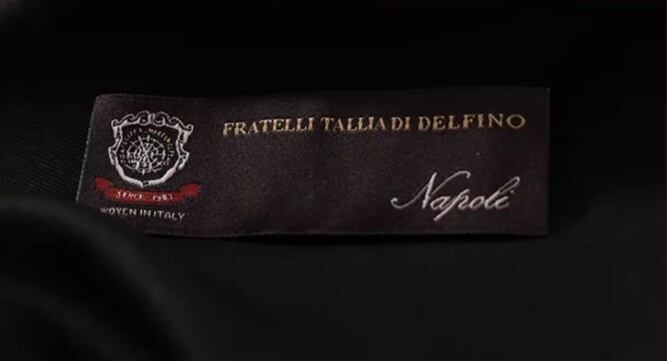 FRATELLI TALLIA DI DELFINO
Napoli
SINCE 1903
WOVEN IN ITALY